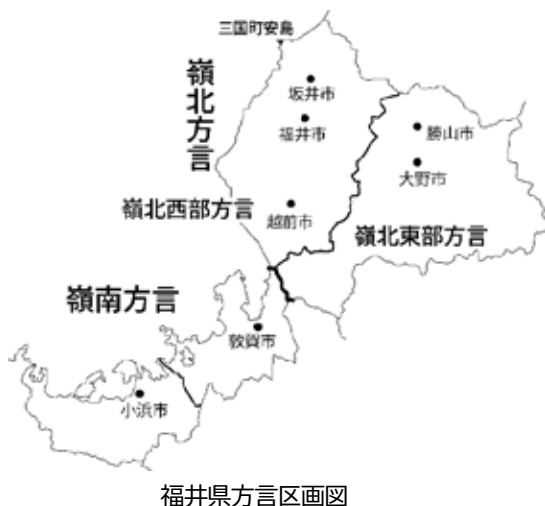 三国町安島
坂井市
嶺北方言
福井市
勝山市
大野市
嶺北西部方言
越前市
嶺北東部方言
嶺南方言
敦賀市
小浜市
福井県方言区画図